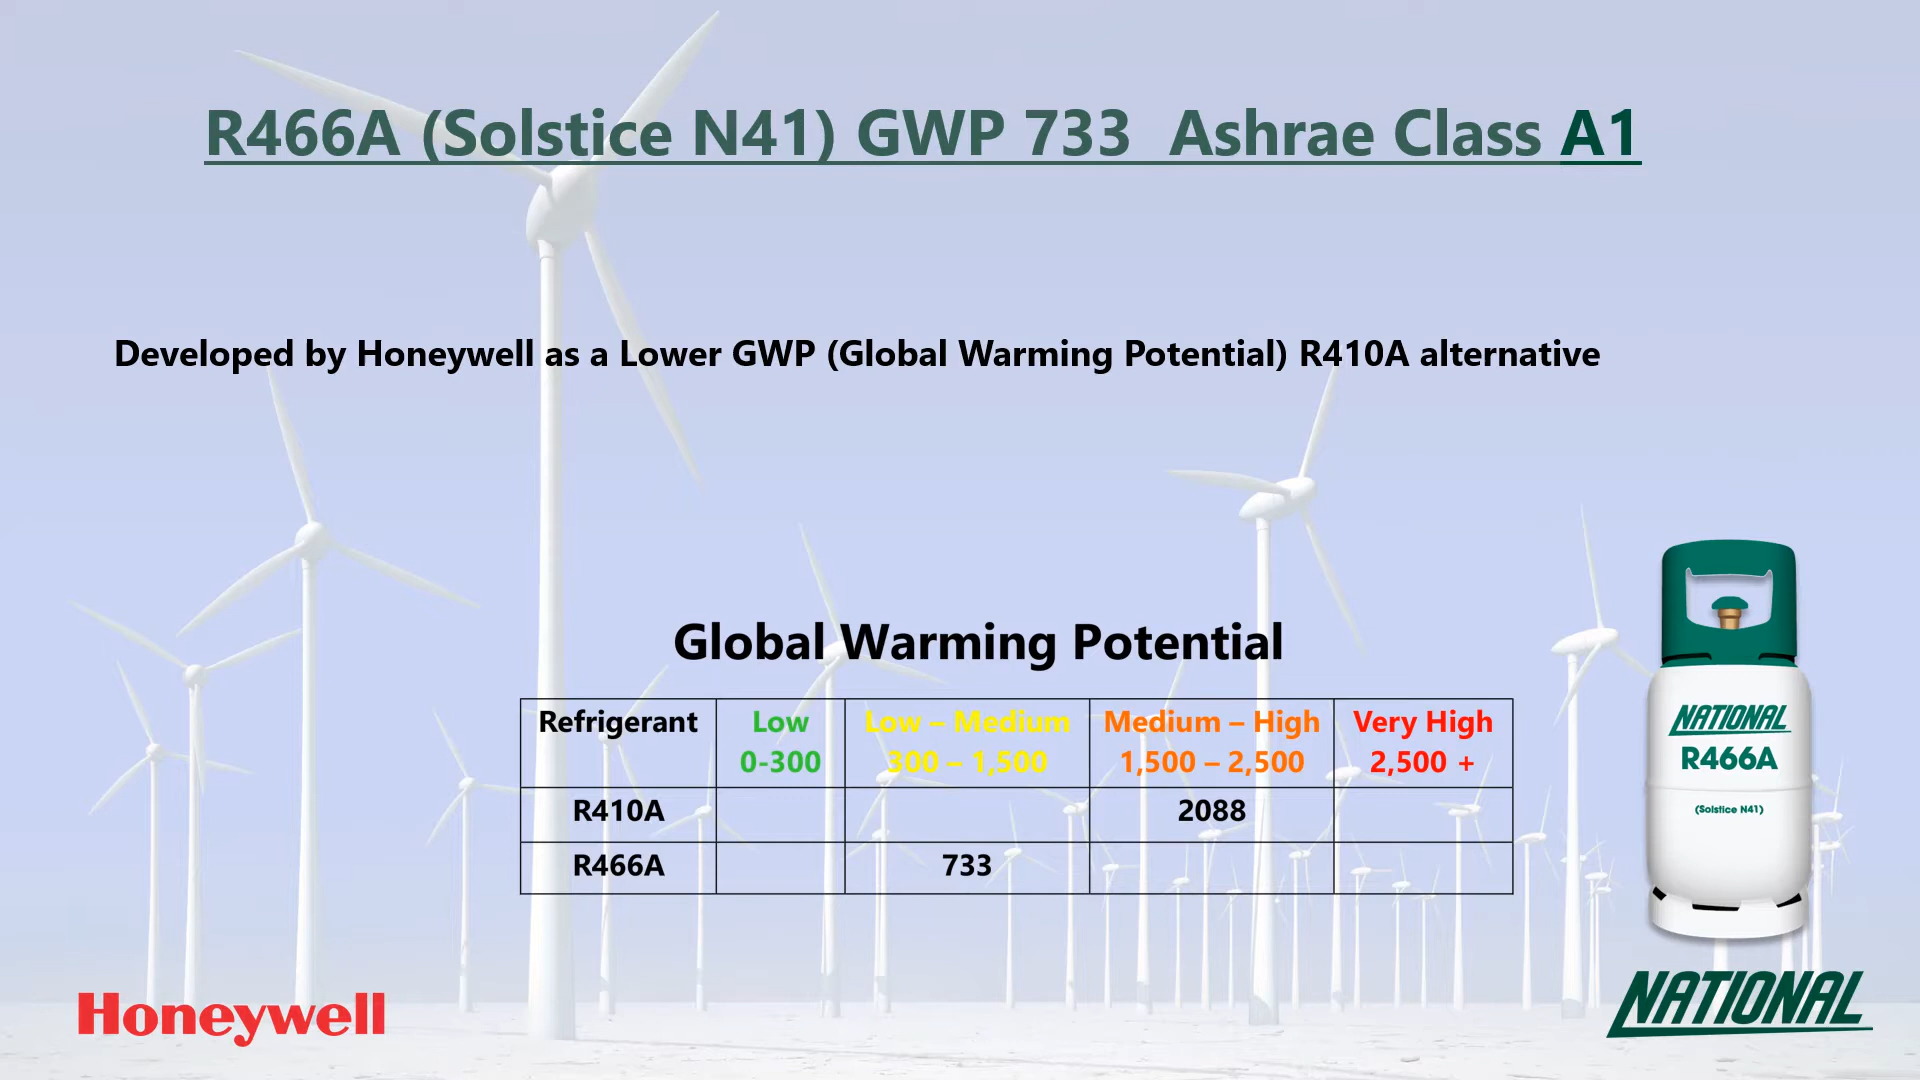 R466A (Solstice N41) GWP 733 Ashrae Class A1
Developed by Honeywell as a Lower GWP (Global Warming Potential) R410A alternative
Global Warming Potential
Refrigerant Low Low – Medium Medium – High Very High
0-300 300 – 1,500 1,500 – 2,500 2,500 +
R410A 2088
R466A 733
NATIONAL
R466A
(Solstice N41)
Honeywell
NATIONAL